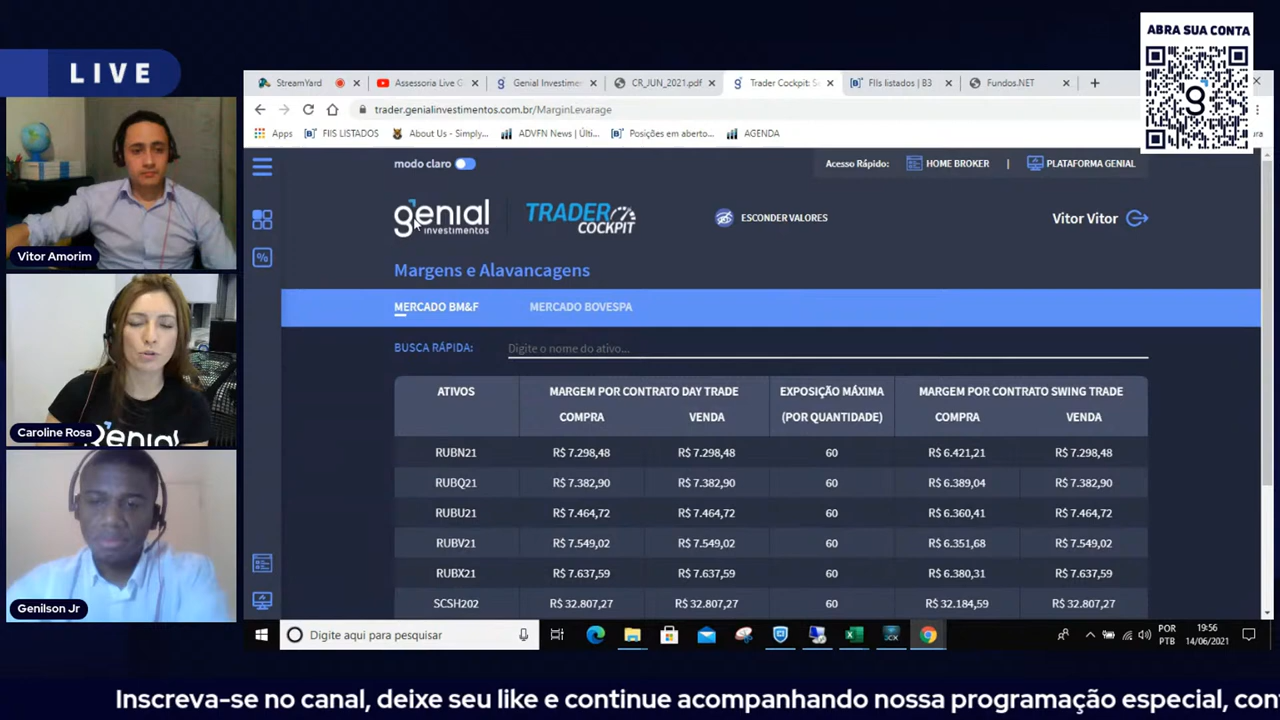 ABRA SUA CONTA
LIVE
StreamYard
Assessoria Live G
Genial Investime
CR_JUN_2021.pdf
Trader Cockpit: S
FIIs listados | B3
Fundos.NET
trader.genialinvestimentos.com.br/MarginLevarage
Apps
FIIS LISTADOS
About Us - Simply...
ADVFN News | Últi...
Posições em aberto...
AGENDA
modo claro
Acesso Rápido:
HOME BROKER
|
PLATAFORMA GENIAL
genial
investimentos
TRADER
COCKPIT
ESCONDER VALORES
Vitor Vitor
Margens e Alavancagens
MERCADO BM&F
MERCADO BOVESPA
BUSCA RÁPIDA:
Digite o nome do ativo...
ATIVOS
MARGEM POR CONTRATO DAY TRADE
EXPOSIÇÃO MÁXIMA
MARGEM POR CONTRATO SWING TRADE
COMPRA
VENDA
(POR QUANTIDADE)
COMPRA
VENDA
RUBN21 R$ 7.298,48 R$ 7.298,48 60 R$ 6.421,21 R$ 7.298,48
RUBQ21 R$ 7.382,90 R$ 7.382,90 60 R$ 6.389,04 R$ 7.382,90
RUBU21 R$ 7.464,72 R$ 7.464,72 60 R$ 6.360,41 R$ 7.464,72
RUBV21 R$ 7.549,02 R$ 7.549,02 60 R$ 6.351,68 R$ 7.549,02
RUBX21 R$ 7.637,59 R$ 7.637,59 60 R$ 6.380,31 R$ 7.637,59
SCSH202 R$ 32.807,27 R$ 32.807,27 60 R$ 32.184,59 R$ 32.807,27
Vitor Amorim
Caroline Rosa
Genial
Genilson Jr
Digite aqui para pesquisar
POR
PTB
19:56
14/06/2021
Inscreva-se no canal, deixe seu like e continue acompanhando nossa programação especial, con